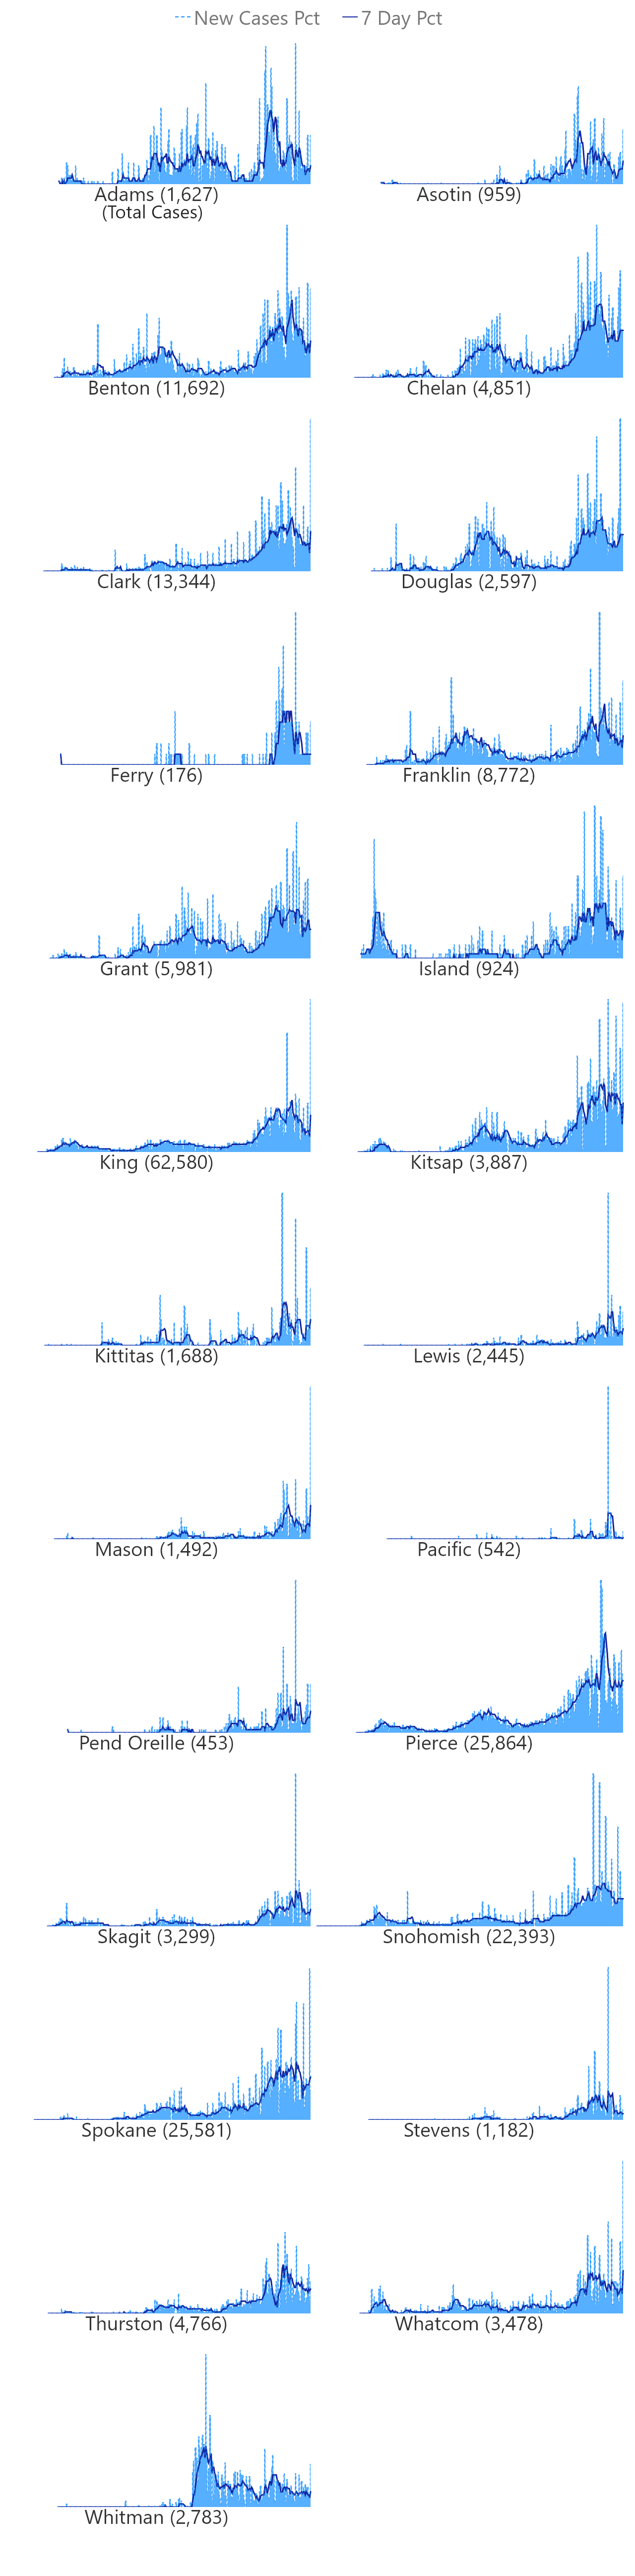 New Cases Pct 7 Day Pct
Adams (1,627)
(Total Cases)
Asotin (959)
Benton (11,692)
Chelan (4,851)
Clark (13,344)
Douglas (2,597)
Ferry (176)
Franklin (8,772)
Grant (5,981)
Island (924)
King (62,580)
Kitsap (3,887)
Kittitas (1,688)
Lewis (2,445)
Mason (1,492)
Pacific (542)
Pend Oreille (453)
Pierce (25,864)
Skagit (3,299)
Snohomish (22,393)
Spokane (25,581)
Stevens (1,182)
Thurston (4,766)
Whatcom (3,478)
Whitman (2,783)